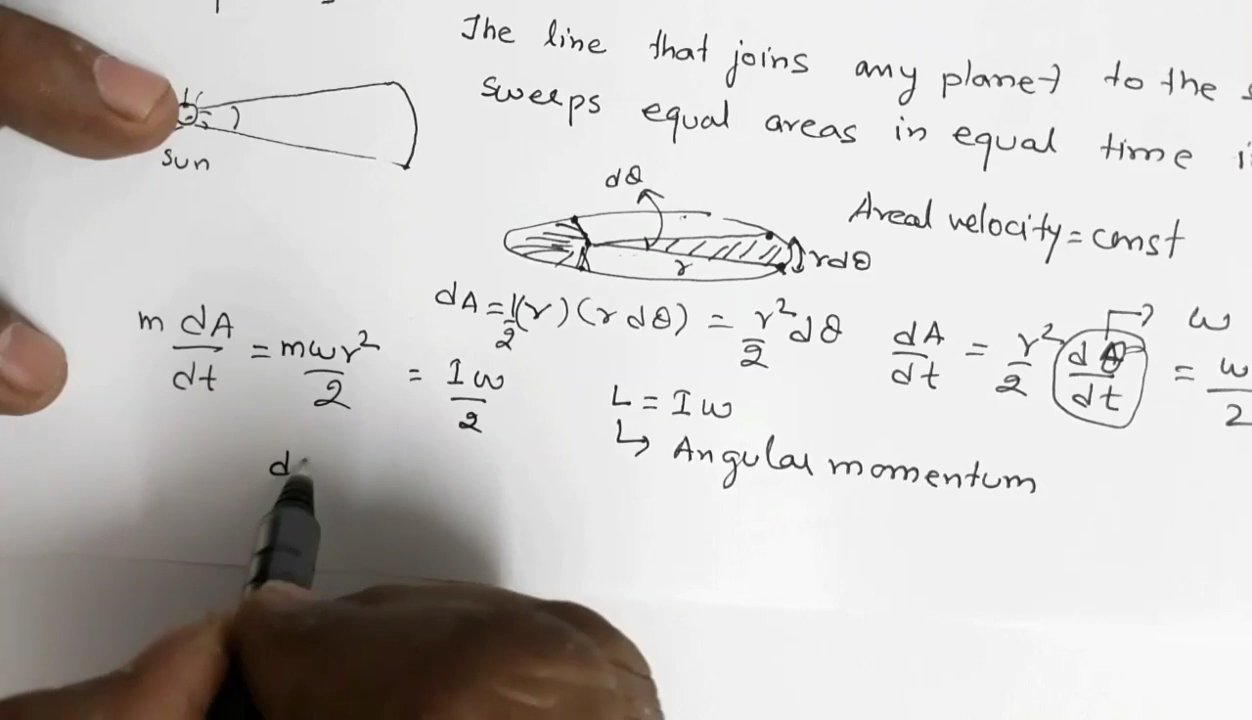 The line that joins any planet to the
sweeps equal areas in equal time
sun
dθ
Areal velocity = const
r
rdθ
dA = 1/2 (r) (r dθ) = r²/2 dθ
dA/dt = r²/2 dθ/dt = ω
ω/2
m dA/dt = mωr²/2 = Iω/2
L = Iω
↳ Angular momentum
d